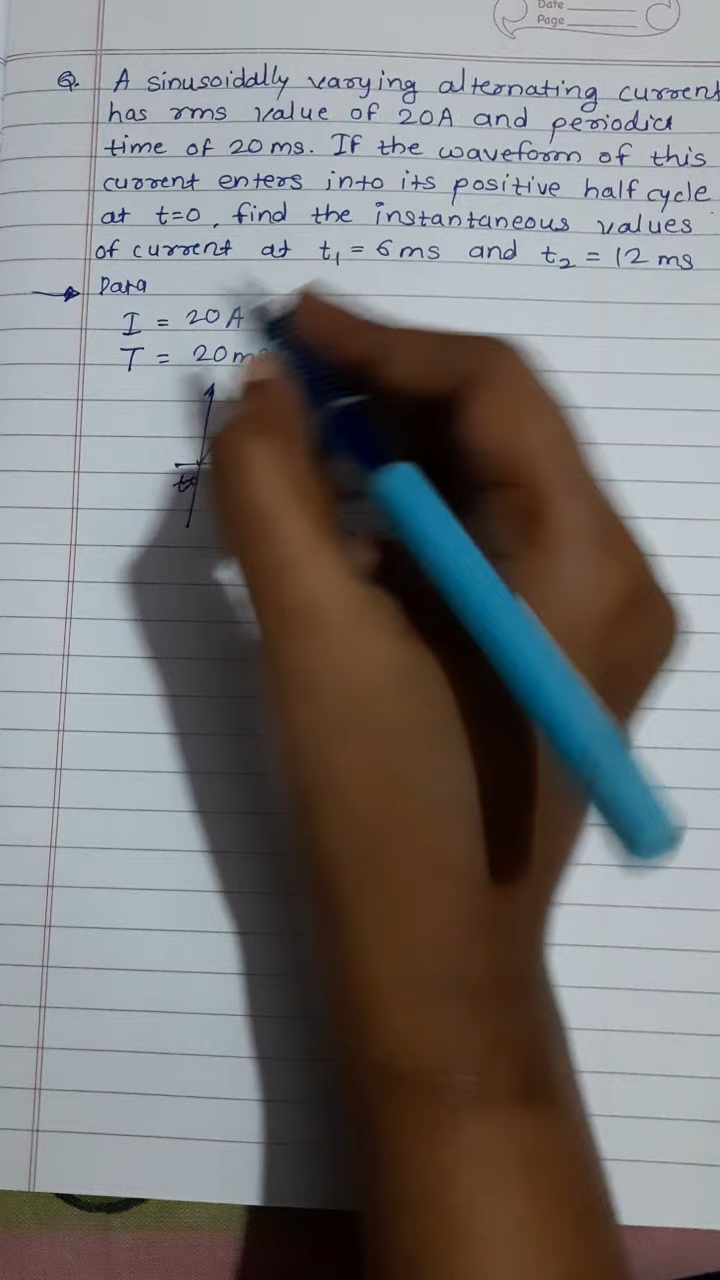 Date
Page
Q. A sinusoidally varying alternating current
has rms value of 20A and periodict
time of 20 ms. If the waveform of this
current enters into its positive half cycle
at t=0, find the instantaneous values
of current at t₁ = 6 ms and t₂ = 12 ms
→ Data
I = 20A
T = 20m